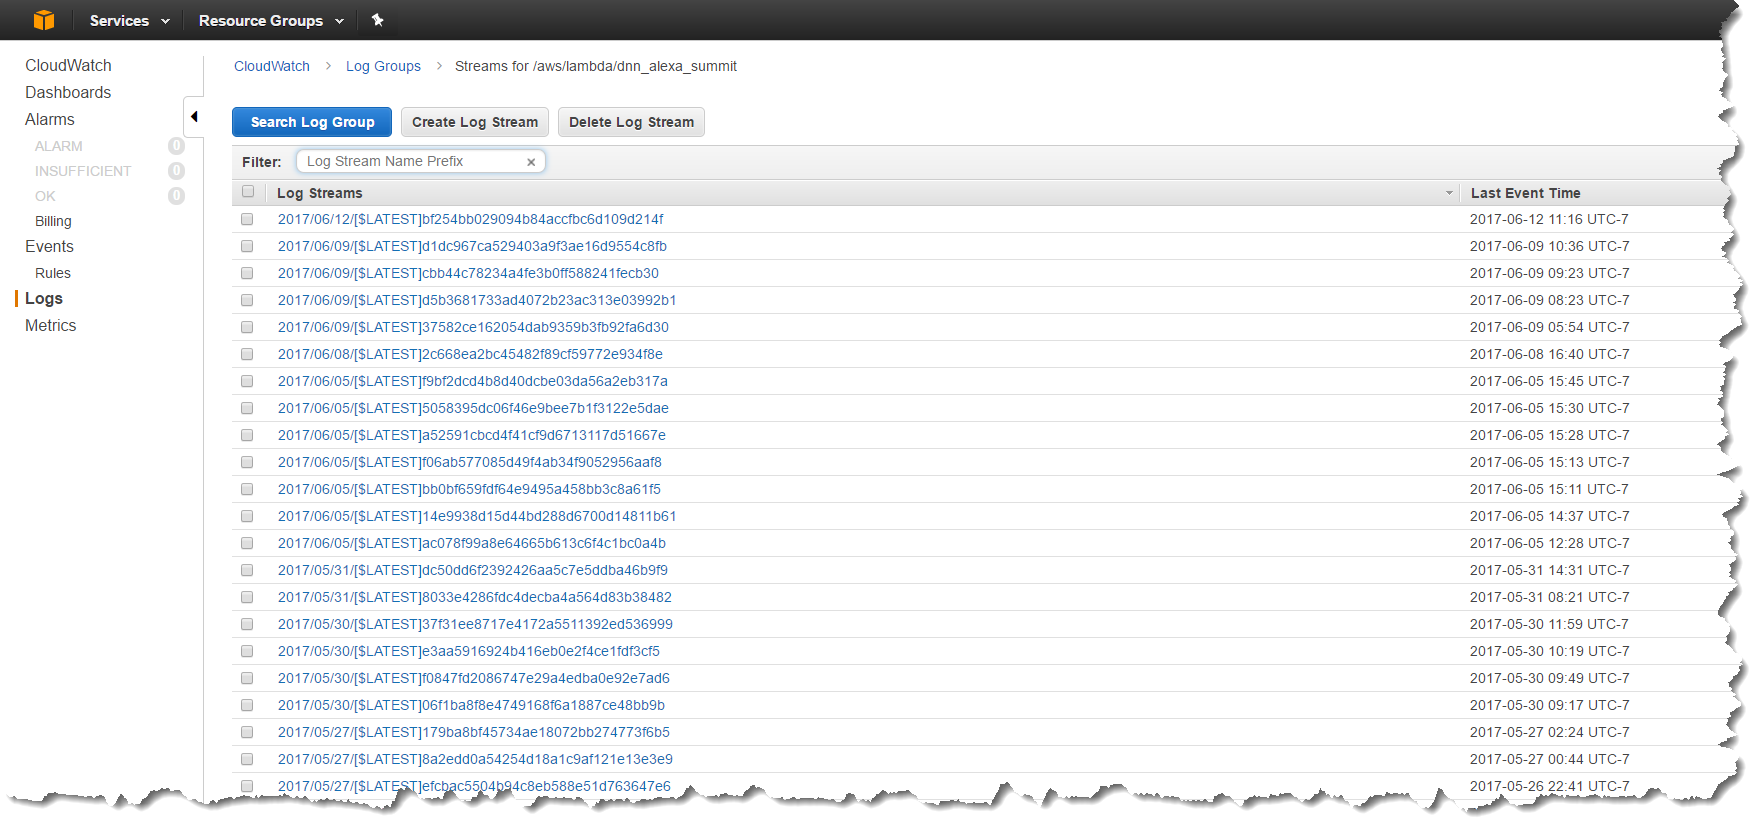 Services Resource Groups
CloudWatch
Dashboards
Alarms
ALARM 0
INSUFFICIENT 0
OK 0
Billing
Events
Rules
Logs
Metrics
CloudWatch > Log Groups > Streams for /aws/lambda/dnn_alexa_summit
Search Log Group Create Log Stream Delete Log Stream
Filter: Log Stream Name Prefix ×
Log Streams Last Event Time
2017/06/12/[$LATEST]bf254bb029094b84accfbc6d109d214f 2017-06-12 11:16 UTC-7
2017/06/09/[$LATEST]d1dc967ca529403a9f3ae16d9554c8fb 2017-06-09 10:36 UTC-7
2017/06/09/[$LATEST]cbb44c78234a4fe3b0ff588241fecb30 2017-06-09 09:23 UTC-7
2017/06/09/[$LATEST]d5b3681733ad4072b23ac313e03992b1 2017-06-09 08:23 UTC-7
2017/06/09/[$LATEST]37582ce162054dab9359b3fb92fa6d30 2017-06-09 05:54 UTC-7
2017/06/08/[$LATEST]2c668ea2bc45482f89cf59772e934f8e 2017-06-08 16:40 UTC-7
2017/06/05/[$LATEST]f9bf2dcd4b8d40dcbe03da56a2eb317a 2017-06-05 15:45 UTC-7
2017/06/05/[$LATEST]5058395dc06f46e9bee7b1f3122e5dae 2017-06-05 15:30 UTC-7
2017/06/05/[$LATEST]a52591cbcd4f41cf9d6713117d51667e 2017-06-05 15:28 UTC-7
2017/06/05/[$LATEST]f06ab577085d49f4ab34f9052956aaf8 2017-06-05 15:13 UTC-7
2017/06/05/[$LATEST]bb0bf659fdf64e9495a458bb3c8a61f5 2017-06-05 15:11 UTC-7
2017/06/05/[$LATEST]14e9938d15d44bd288d6700d14811b61 2017-06-05 14:37 UTC-7
2017/06/05/[$LATEST]ac078f99a8e64665b613c6f4c1bc0a4b 2017-06-05 12:28 UTC-7
2017/05/31/[$LATEST]dc50dd6f2392426aa5c7e5ddba46b9f9 2017-05-31 14:31 UTC-7
2017/05/31/[$LATEST]8033e4286fdc4decba4a564d83b38482 2017-05-31 08:21 UTC-7
2017/05/30/[$LATEST]37f31ee8717e4172a5511392ed536999 2017-05-30 11:59 UTC-7
2017/05/30/[$LATEST]e3aa5916924b416eb0e2f4ce1fdf3cf5 2017-05-30 10:19 UTC-7
2017/05/30/[$LATEST]f0847fd2086747e29a4edba0e92e7ad6 2017-05-30 09:49 UTC-7
2017/05/30/[$LATEST]06f1ba8f8e4749168f6a1887ce48bb9b 2017-05-30 09:17 UTC-7
2017/05/27/[$LATEST]179ba8bf45734ae18072bb274773f6b5 2017-05-27 02:24 UTC-7
2017/05/27/[$LATEST]8a2edd0a54254d18a1c9af121e13e3e9 2017-05-27 00:44 UTC-7
2017/05/27/[$LATEST]efcbac5504b94c8eb588e51d763647e6 2017-05-26 22:41 UTC-7